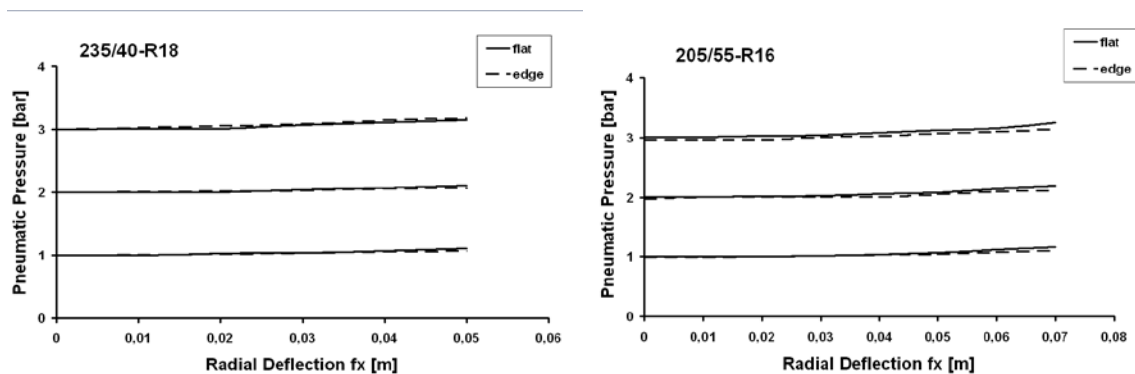 235/40-R18
flat
edge
Pneumatic Pressure [bar]
4
3
2
1
0
0 0,01 0,02 0,03 0,04 0,05 0,06
Radial Deflection fx [m]
205/55-R16
flat
edge
Pneumatic Pressure [bar]
4
3
2
1
0
0 0,01 0,02 0,03 0,04 0,05 0,06 0,07 0,08
Radial Deflection fx [m]